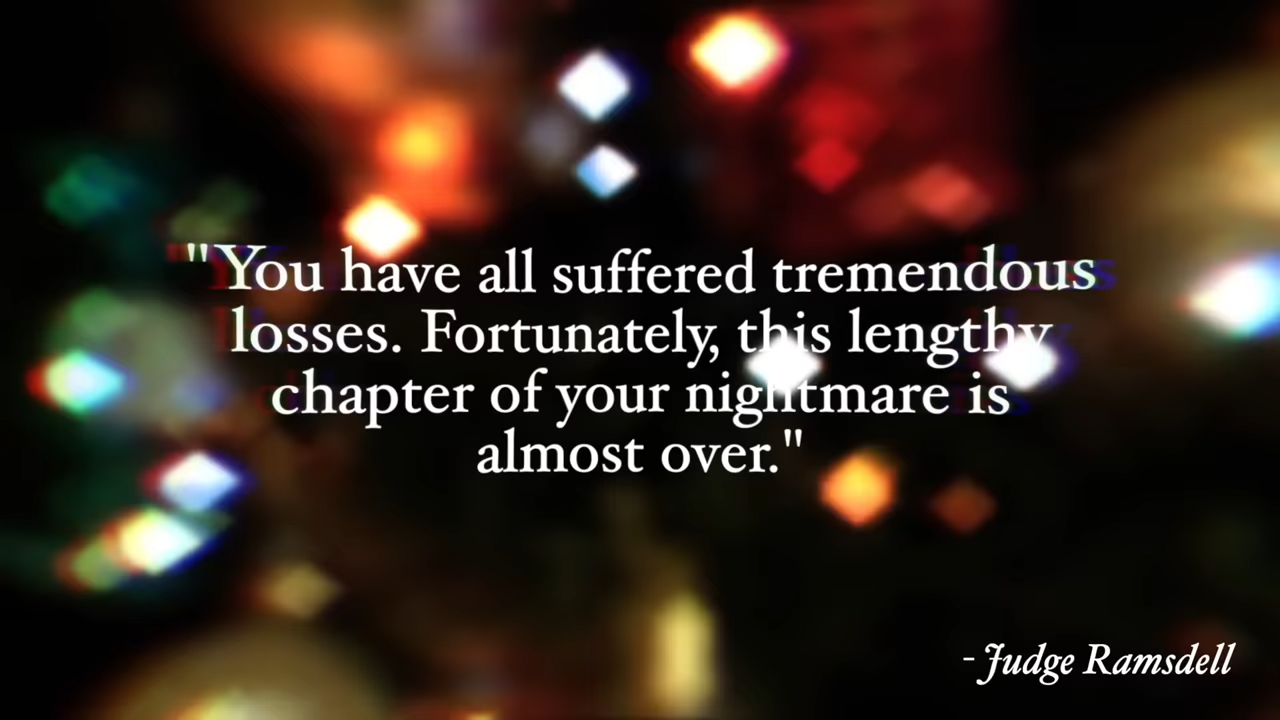 "You have all suffered tremendous
losses. Fortunately, this lengthy
chapter of your nightmare is
almost over."
- Judge Ramsdell